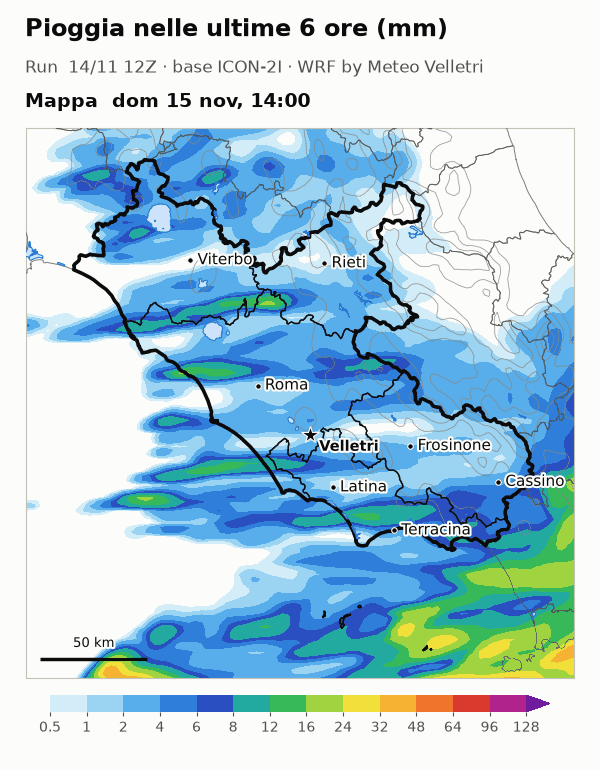 Pioggia nelle ultime 6 ore (mm)
Run 14/11 12Z · base ICON-2I · WRF by Meteo Velletri
Mappa dom 15 nov, 14:00
Viterbo
Rieti
Roma
Velletri
Frosinone
Cassino
Latina
Terracina
50 km
0.5 1 2 4 6 8 12 16 24 32 48 64 96 128